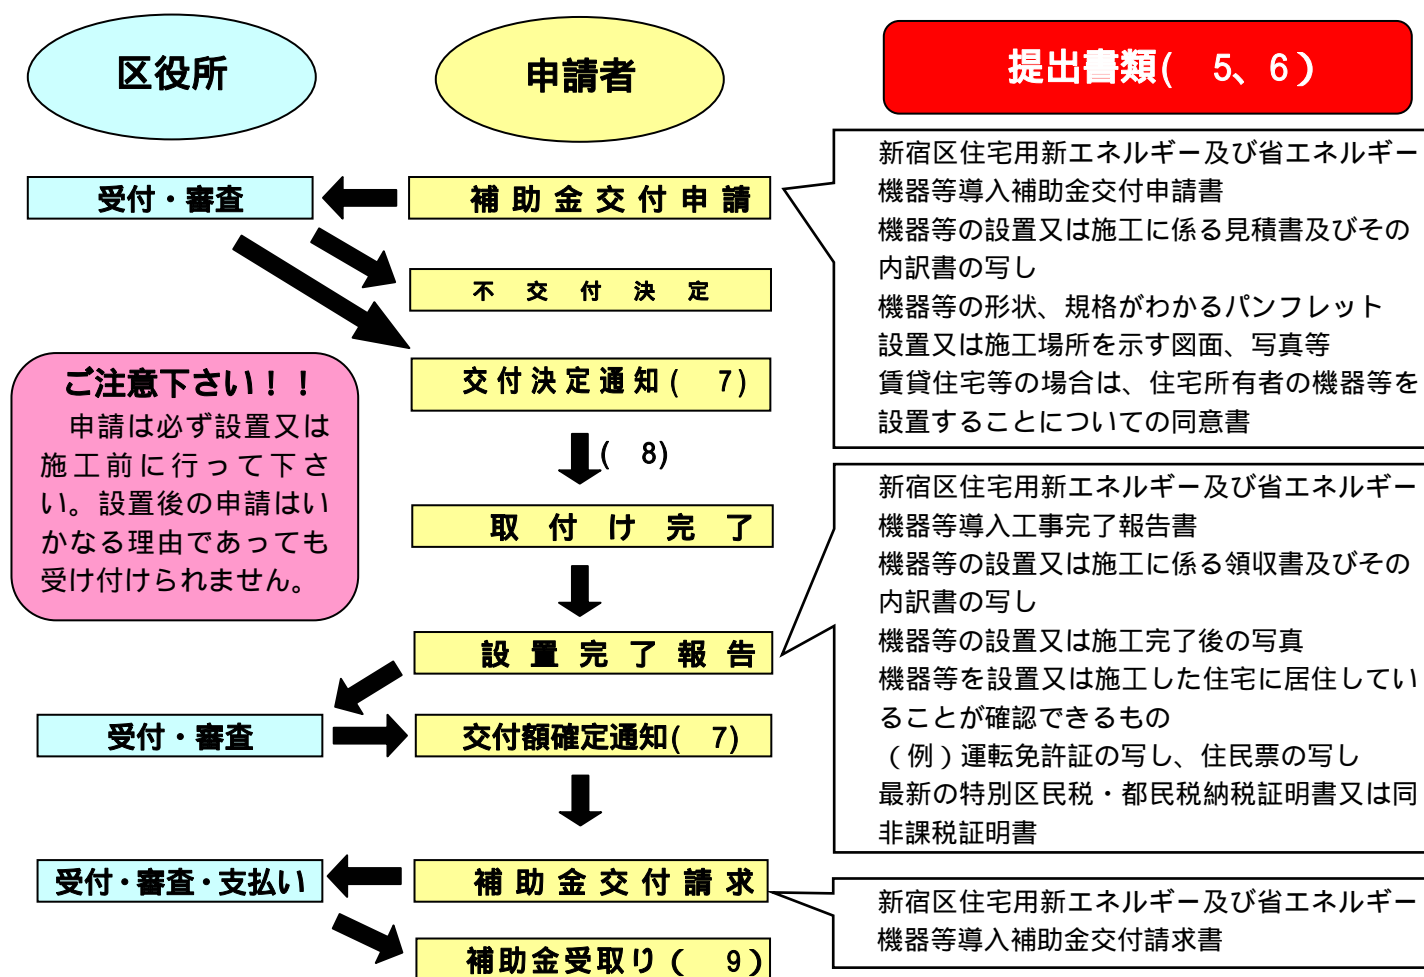 区役所
申請者
提出書類(　5、6)
受付・審査
補助金交付申請
不交付決定
交付決定通知(　7)
(　8)
取付け完了
設置完了報告
受付・審査
交付額確定通知(　7)
受付・審査・支払い
補助金交付請求
補助金受取り(　9)
ご注意下さい！！
申請は必ず設置又は
施工前に行って下さ
い。設置後の申請はい
かなる理由であっても
受け付けられません。
新宿区住宅用新エネルギー及び省エネルギー
機器等導入補助金交付申請書
機器等の設置又は施工に係る見積書及びその
内訳書の写し
機器等の形状、規格がわかるパンフレット
設置又は施工場所を示す図面、写真等
賃貸住宅等の場合は、住宅所有者の機器等を
設置することについての同意書
新宿区住宅用新エネルギー及び省エネルギー
機器等導入工事完了報告書
機器等の設置又は施工に係る領収書及びその
内訳書の写し
機器等の設置又は施工完了後の写真
機器等を設置又は施工した住宅に居住してい
ることが確認できるもの
（例）運転免許証の写し、住民票の写し
最新の特別区民税・都民税納税証明書又は同
非課税証明書
新宿区住宅用新エネルギー及び省エネルギー
機器等導入補助金交付請求書